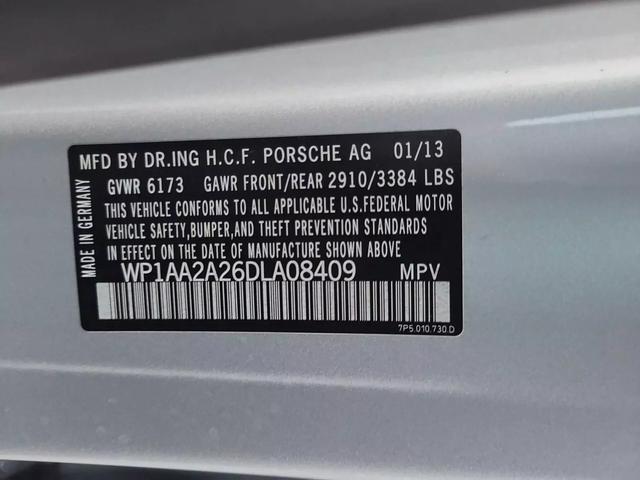 MFD BY DR.ING H.C.F. PORSCHE AG 01/13
GVWR 6173 GAWR FRONT/REAR 2910/3384 LBS
THIS VEHICLE CONFORMS TO ALL APPLICABLE U.S.FEDERAL MOTOR
VEHICLE SAFETY,BUMPER,AND THEFT PREVENTION STANDARDS
IN EFFECT ON THE DATE OF MANUFACTURE SHOWN ABOVE.
WP1AA2A26DLA08409 MPV
7P5.010.730.D
MADE IN GERMANY